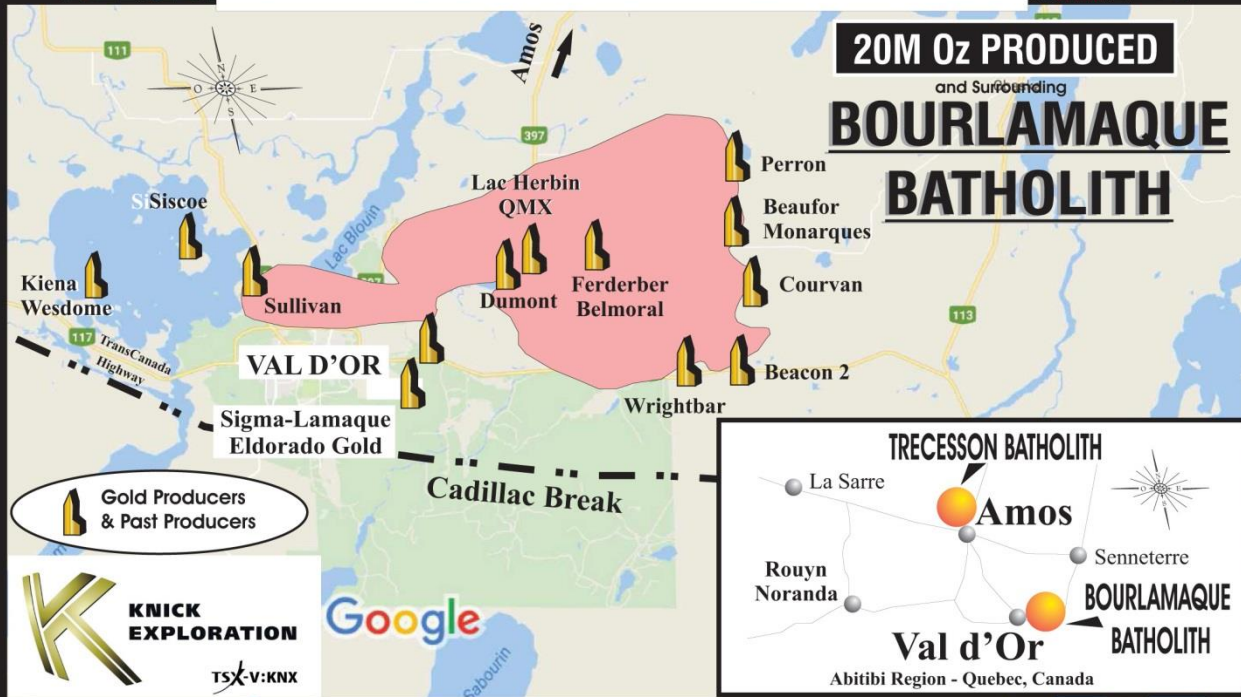 20M Oz PRODUCED
and Surrounding
BOURLAMAQUE
BATHOLITH
111
N
O
E
S
Amos
397
Lac Blouin
Siscoe
Kiena
Wesdome
Sullivan
Lac Herbin
QMX
Dumont
Ferderber
Belmoral
Perron
Beaufor
Monarques
Courvan
113
Beacon 2
Wrightbar
117
TransCanada
Highway
VAL D'OR
Sigma-Lamaque
Eldorado Gold
Cadillac Break
Gold Producers
& Past Producers
KNICK
EXPLORATION
TSX-V:KNX
Google
Sabourin
TRECESSON BATHOLITH
La Sarre
Amos
Senneterre
Rouyn
Noranda
BOURLAMAQUE
BATHOLITH
Val d'Or
Abitibi Region - Quebec, Canada